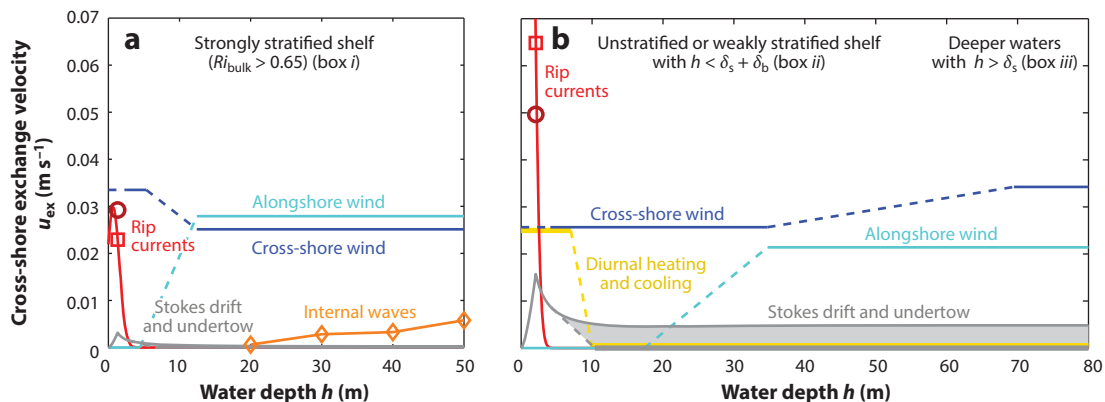 Cross-shore exchange velocity
u_ex (m s⁻¹)
0.07
0.06
0.05
0.04
0.03
0.02
0.01
0
a
Strongly stratified shelf
(Ri_bulk > 0.65) (box i)
Rip
currents
Alongshore wind
Cross-shore wind
Stokes drift
and undertow
Internal waves
0 10 20 30 40 50
Water depth h (m)
b
Unstratified or weakly stratified shelf
with h < δ_s + δ_b (box ii)
Deeper waters
with h > δ_s (box iii)
Rip
currents
Cross-shore wind
Alongshore wind
Diurnal heating
and cooling
Stokes drift and undertow
0 10 20 30 40 50 60 70 80
Water depth h (m)